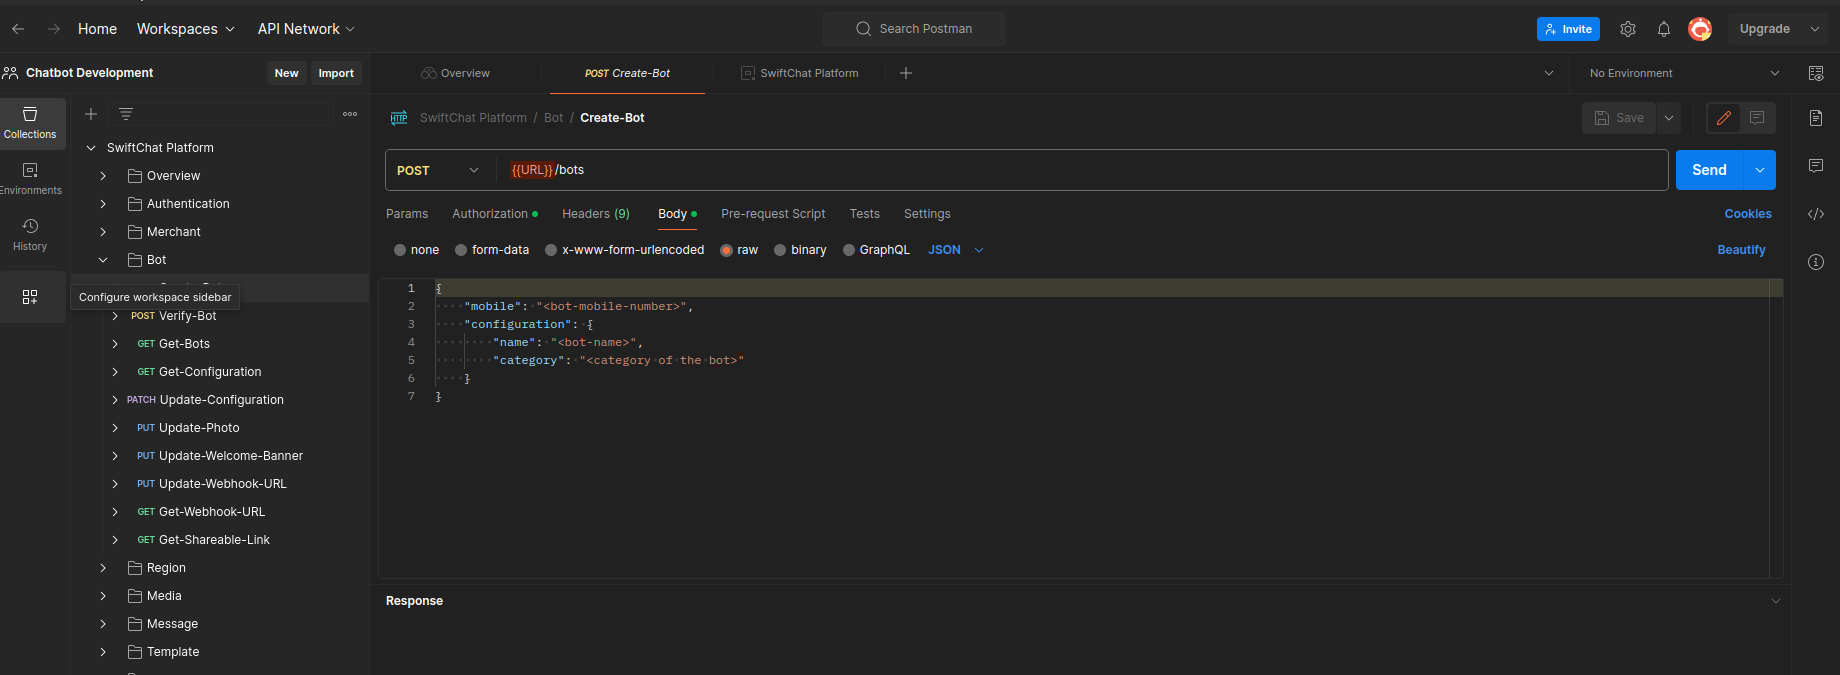 Home Workspaces API Network Search Postman Invite Upgrade
Chatbot Development New Import Overview POST Create-Bot SwiftChat Platform No Environment
Collections
Environments
History
SwiftChat Platform
Overview
Authentication
Merchant
Bot
Configure workspace sidebar
POST Verify-Bot
GET Get-Bots
GET Get-Configuration
PATCH Update-Configuration
PUT Update-Photo
PUT Update-Welcome-Banner
PUT Update-Webhook-URL
GET Get-Webhook-URL
GET Get-Shareable-Link
Region
Media
Message
Template
HTTP SwiftChat Platform / Bot / Create-Bot Save
POST {{URL}}/bots Send
Params Authorization Headers (9) Body Pre-request Script Tests Settings Cookies
none form-data x-www-form-urlencoded raw binary GraphQL JSON Beautify
1 {
2 "mobile": "<bot-mobile-number>",
3 "configuration": {
4 "name": "<bot-name>",
5 "category": "<category of the bot>"
6 }
7 }
Response